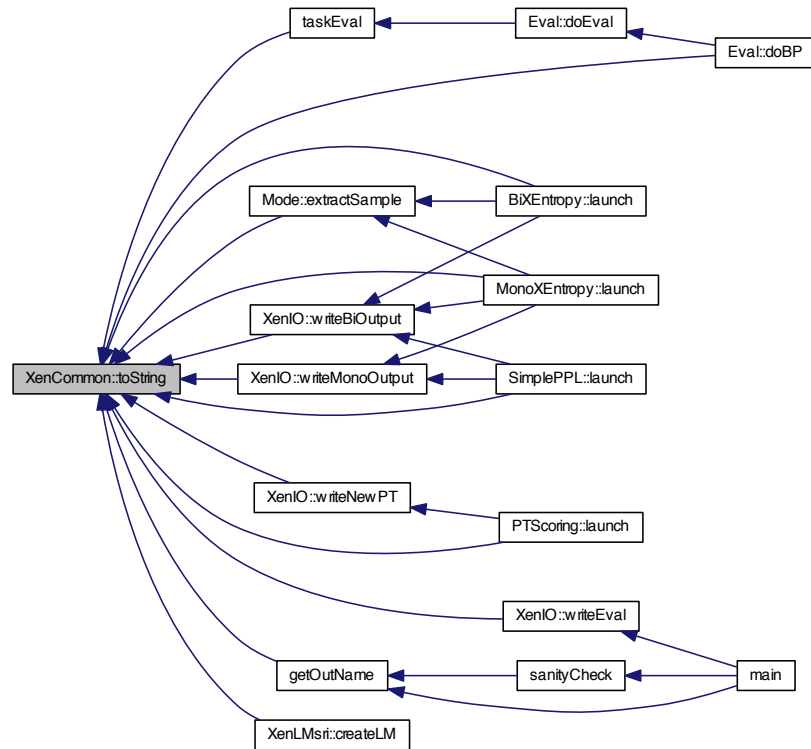 taskEval
Eval::doEval
Eval::doBP
Mode::extractSample
BiXEntropy::launch
MonoXEntropy::launch
XenIO::writeBiOutput
XenCommon::toString
XenIO::writeMonoOutput
SimplePPL::launch
XenIO::writeNewPT
PTScoring::launch
XenIO::writeEval
getOutName
sanityCheck
main
XenLMsri::createLM